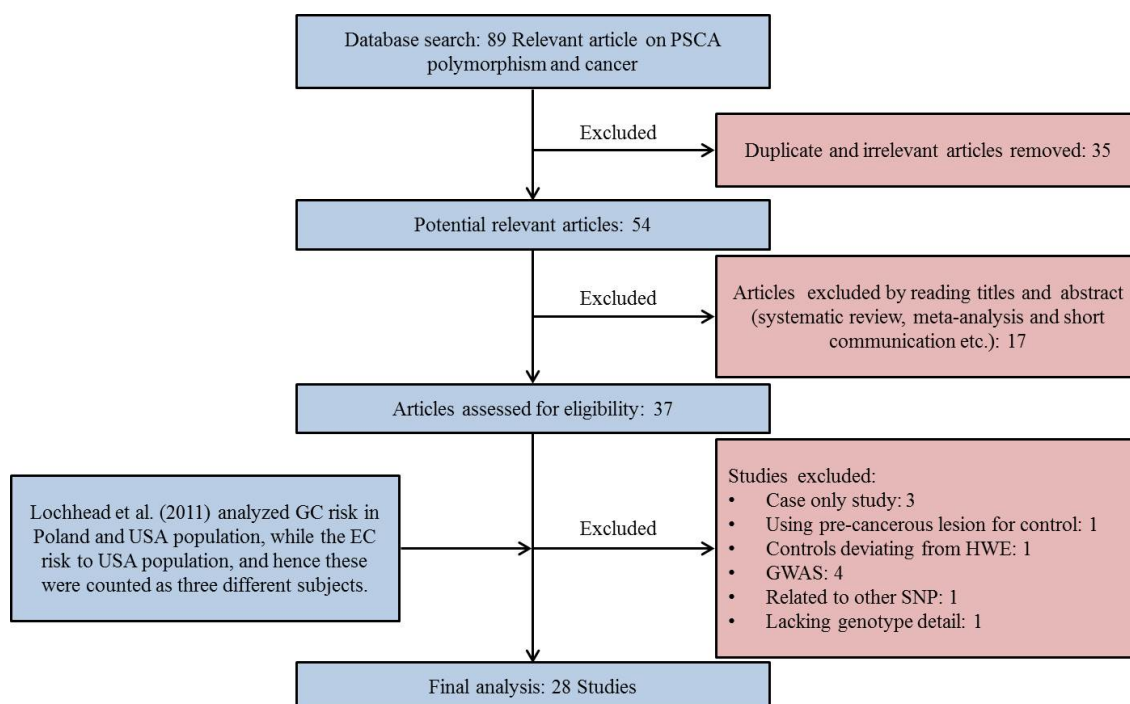 Database search: 89 Relevant article on PSCA
polymorphism and cancer
Excluded
Duplicate and irrelevant articles removed: 35
Potential relevant articles: 54
Excluded
Articles excluded by reading titles and abstract
(systematic review, meta-analysis and short
communication etc.): 17
Articles assessed for eligibility: 37
Lochhead et al. (2011) analyzed GC risk in
Poland and USA population, while the EC
risk to USA population, and hence these
were counted as three different subjects.
Excluded
Studies excluded:
• Case only study: 3
• Using pre-cancerous lesion for control: 1
• Controls deviating from HWE: 1
• GWAS: 4
• Related to other SNP: 1
• Lacking genotype detail: 1
Final analysis: 28 Studies